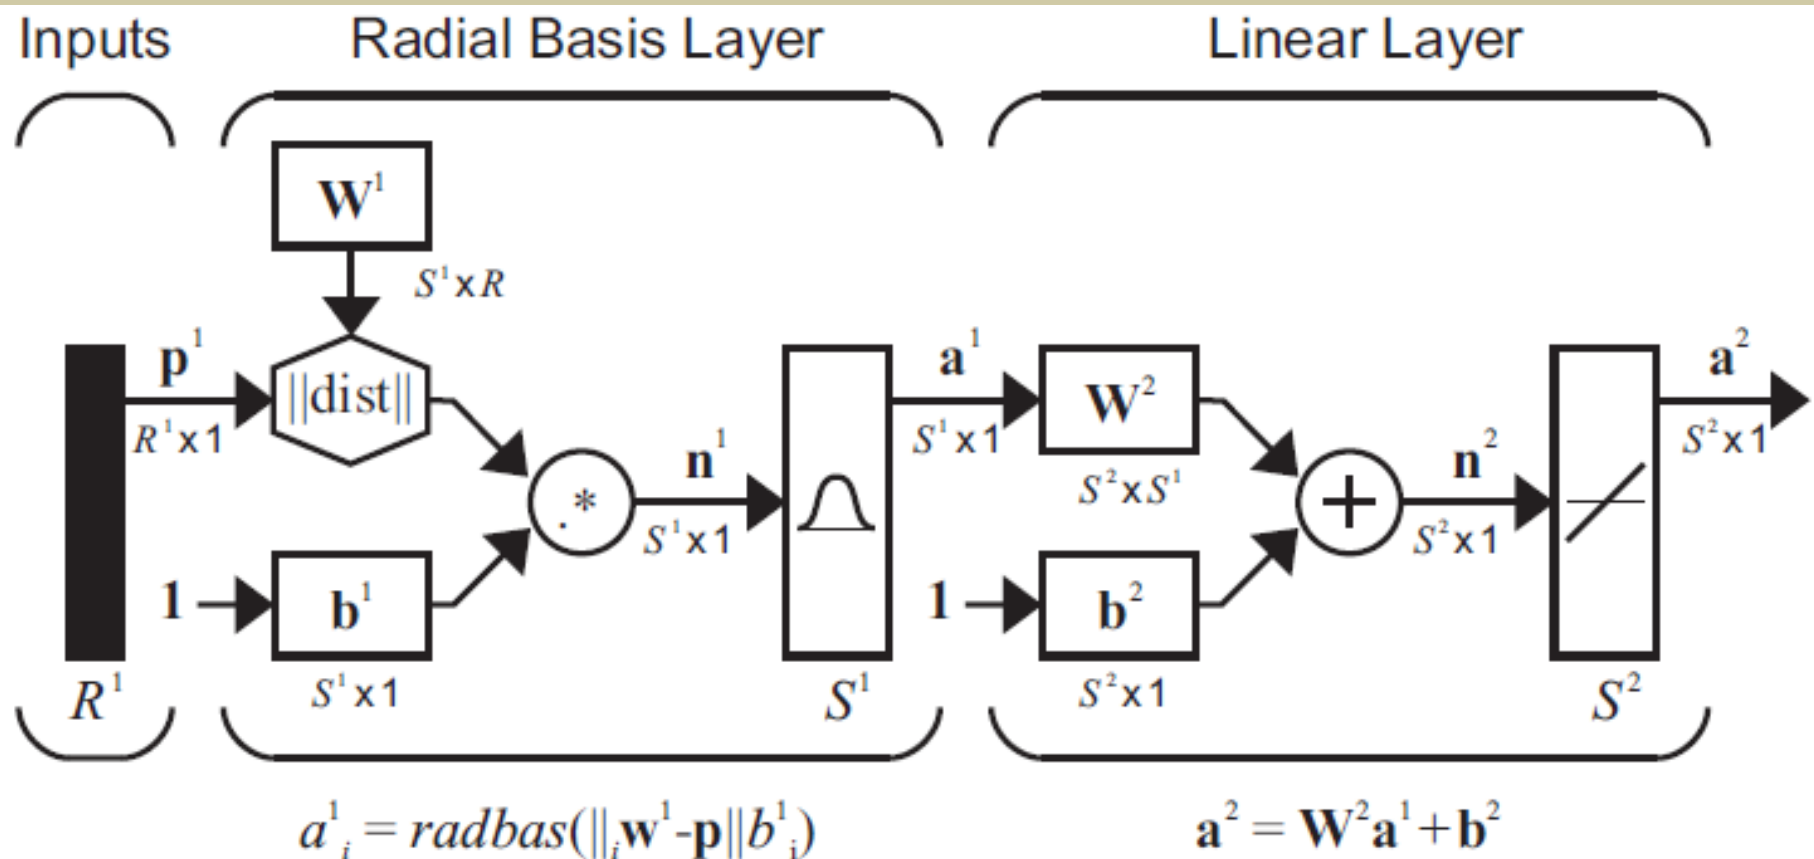 Inputs Radial Basis Layer Linear Layer
W¹
S¹xR
p¹ ||dist|| a¹ W² a²
R¹x1 S¹x1 S²x1
n¹ n²
.* S²xS¹ +
S¹x1 S²x1
1 b¹ 1 b²
R¹ S¹x1 S¹ S²x1 S²
a¹ᵢ = radbas(||ᵢw¹-p||b¹ᵢ) a² = W²a¹+b²